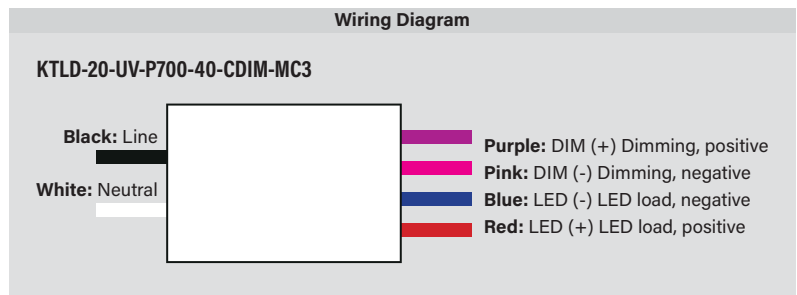 Wiring Diagram
KTLD-20-UV-P700-40-CDIM-MC3
Black: Line
White: Neutral
Purple: DIM (+) Dimming, positive
Pink: DIM (-) Dimming, negative
Blue: LED (-) LED load, negative
Red: LED (+) LED load, positive